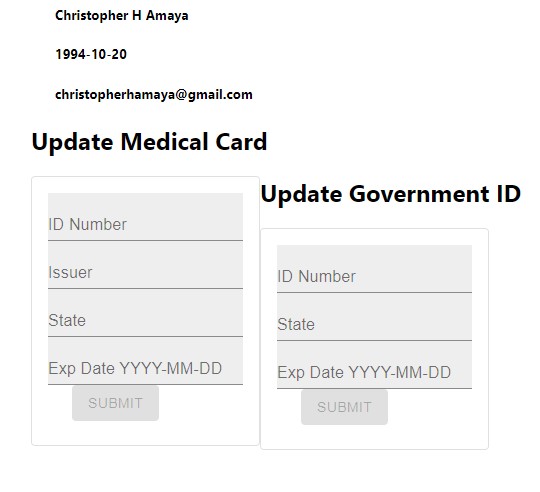 Christopher H Amaya
1994-10-20
christopherhamaya@gmail.com
Update Medical Card
ID Number
Issuer
State
Exp Date YYYY-MM-DD
SUBMIT
Update Government ID
ID Number
State
Exp Date YYYY-MM-DD
SUBMIT